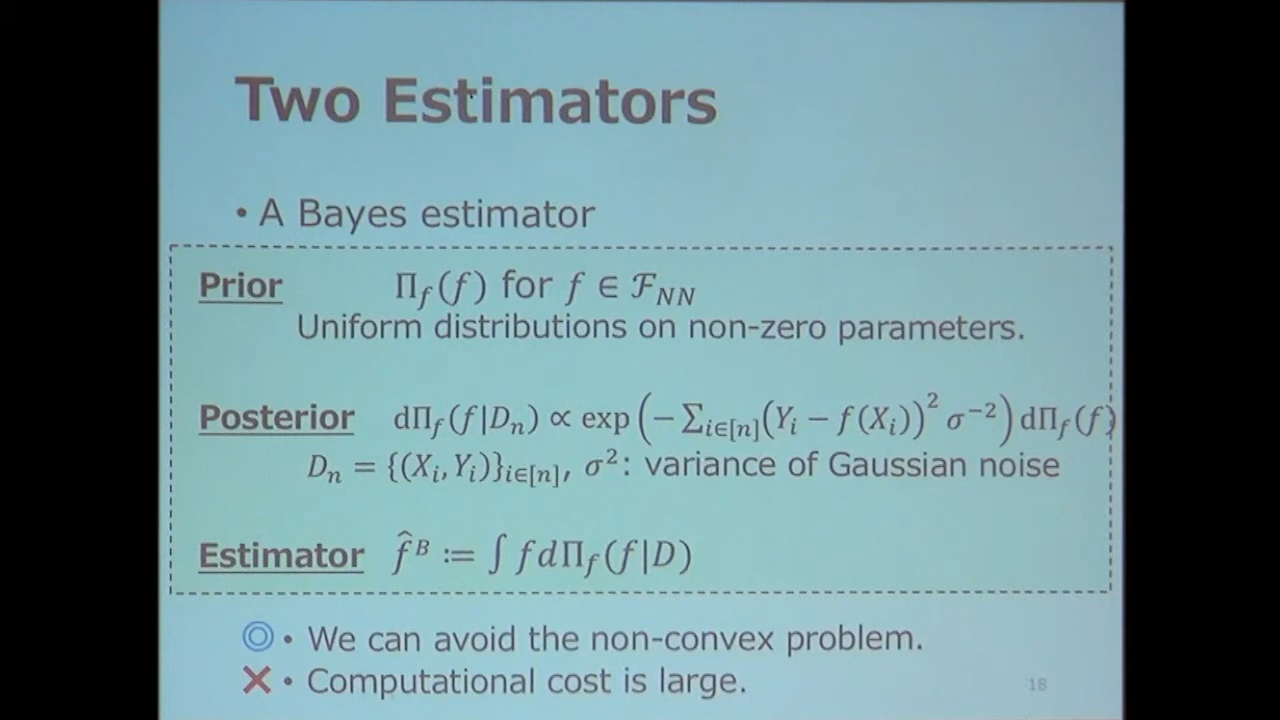 Two Estimators
• A Bayes estimator
Prior Π_f(f) for f ∈ ℱ_NN
Uniform distributions on non-zero parameters.
Posterior dΠ_f(f|D_n) ∝ exp(−∑_{i∈[n]}(Y_i − f(X_i))² σ⁻²) dΠ_f(f)
D_n = {(X_i, Y_i)}_{i∈[n]}, σ²: variance of Gaussian noise
Estimator f̂^B ≔ ∫ fdΠ_f(f|D)
◎ • We can avoid the non-convex problem.
✕ • Computational cost is large.
18